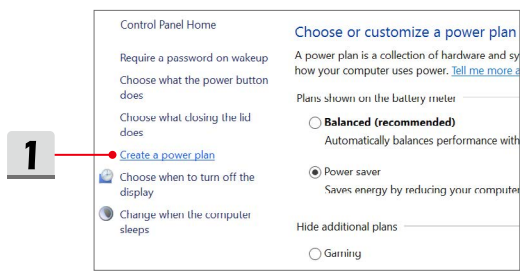 Control Panel Home
Require a password on wakeup
Choose what the power button
does
Choose what closing the lid
does
Create a power plan
Choose when to turn off the
display
Change when the computer
sleeps
1
Choose or customize a power plan
A power plan is a collection of hardware and sy
how your computer uses power. Tell me more a
Plans shown on the battery meter
Balanced (recommended)
Automatically balances performance with
Power saver
Saves energy by reducing your computer
Hide additional plans
Gaming